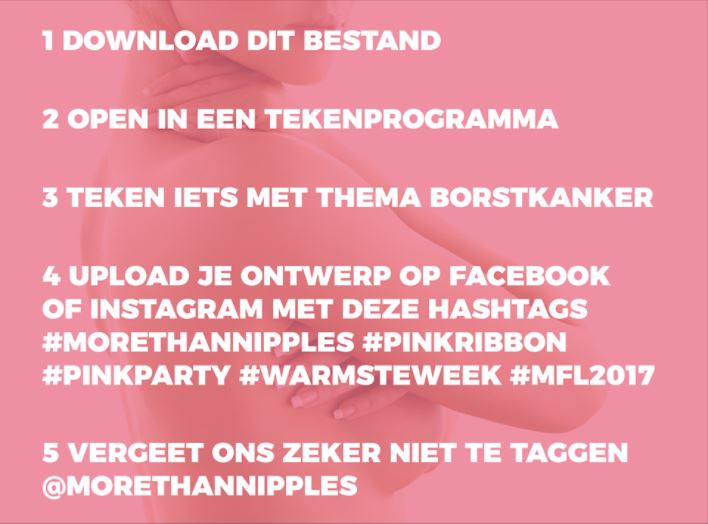 1 DOWNLOAD DIT BESTAND
2 OPEN IN EEN TEKENPROGRAMMA
3 TEKEN IETS MET THEMA BORSTKANKER
4 UPLOAD JE ONTWERP OP FACEBOOK
OF INSTAGRAM MET DEZE HASHTAGS
#MORETHANNIPPLES #PINKRIBBON
#PINKPARTY #WARMSTEWEEK #MFL2017
5 VERGEET ONS ZEKER NIET TE TAGGEN
@MORETHANNIPPLES